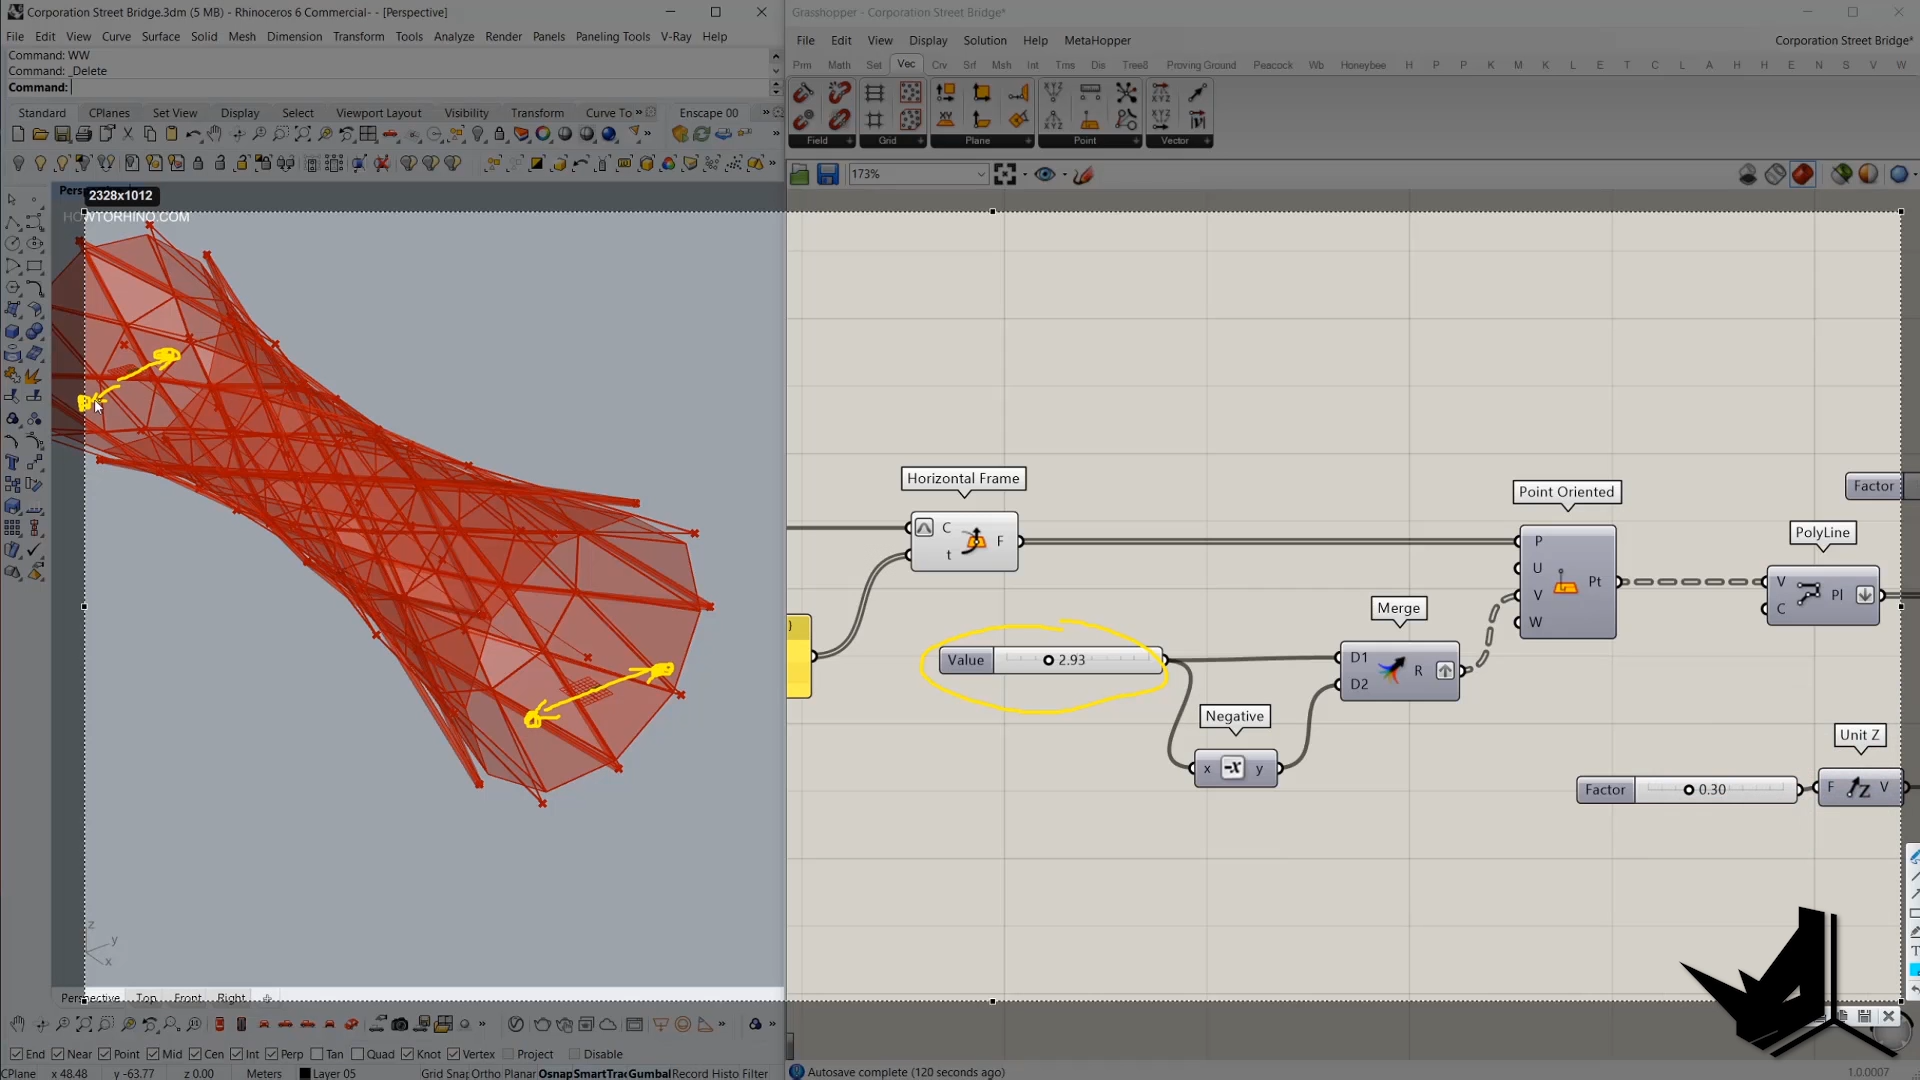 Corporation Street Bridge.3dm (5 MB) - Rhinoceros 6 Commercial- - [Perspective]
File Edit View Curve Surface Solid Mesh Dimension Transform Tools Analyze Render Panels Paneling Tools V-Ray Help
Command: WW
Command: _Delete
Command:
Standard CPlanes Set View Display Select Viewport Layout Visibility Transform Curve To Escape 00
2328x1012
HOWTORHINO.COM
z
y
x
Perspective Top Front Right
End Near Point Mid Cen Int Perp Tan Quad Knot Vertex Project Disable
CPlane x 48.48 y -63.77 z 0.00 Meters Layer 05 Grid Snap Ortho Planar Osnap SmartTrac Gumbal Record Histo Filter
Grasshopper - Corporation Street Bridge*
File Edit View Display Solution Help MetaHopper Corporation Street Bridge*
Prm Math Set Vec Crv Srf Msh Int Trns Dis Tree8 Proving Ground Peacock Wb Honeybee H P P K M K L E T C L A H H E N S V W
Field Grid Plane Point Vector
173%
Horizontal Frame
C
t
F
Value 2.93
Negative
x -x y
Merge
D1
D2
R
Point Oriented
P
U
V
W
Pt
Factor
PolyLine
V
C
Pl
Unit Z
Factor 0.30
F Z V
Autosave complete (120 seconds ago)
1.0.0007